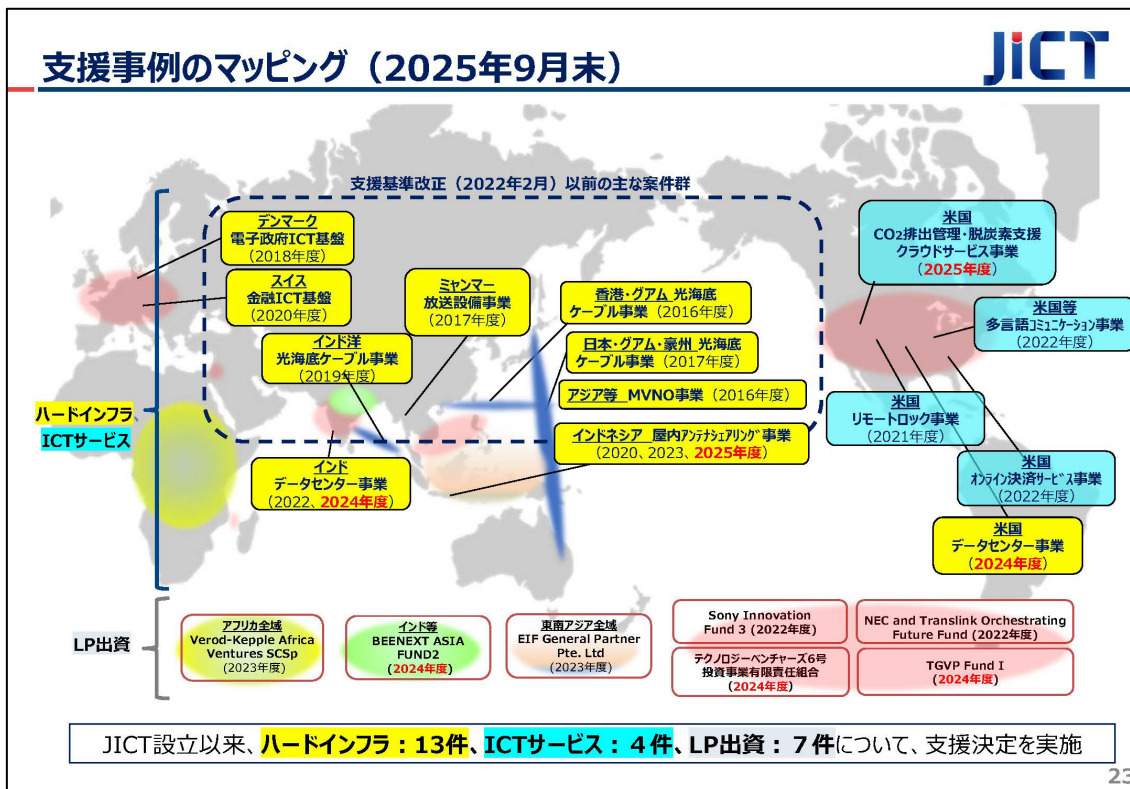 支援事例のマッピング（2025年9月末）
JICT
支援基準改正（2022年2月）以前の主な案件群
デンマーク
電子政府ICT基盤
（2018年度）
スイス
金融ICT基盤
（2020年度）
ミャンマー
放送設備事業
（2017年度）
インド洋
光海底ケーブル事業
（2019年度）
香港・グアム 光海底
ケーブル事業（2016年度）
日本・グアム・豪州 光海底
ケーブル事業（2017年度）
アジア等 MVNO事業（2016年度）
インドネシア 屋内アンテナシェアリング事業
（2020、2023、2025年度）
インド
データセンター事業
（2022、2024年度）
米国
CO2排出管理・脱炭素支援
クラウドサービス事業
（2025年度）
米国等
多言語コミュニケーション事業
（2022年度）
米国
リモートロック事業
（2021年度）
米国
オンライン決済サービス事業
（2022年度）
米国
データセンター事業
（2024年度）
ハードインフラ、
ICTサービス
LP出資
アフリカ全域
Verod-Kepple Africa
Ventures SCSp
（2023年度）
インド等
BEENEXT ASIA
FUND2
（2024年度）
東南アジア全域
EIF General Partner
Pte. Ltd
（2023年度）
Sony Innovation
Fund 3（2022年度）
NEC and Translink Orchestrating
Future Fund（2022年度）
テクノロジーベンチャーズ6号
投資事業有限責任組合
（2024年度）
TGVP Fund I
（2024年度）
JICT設立以来、ハードインフラ：13件、ICTサービス：４件、LP出資：７件について、支援決定を実施
23